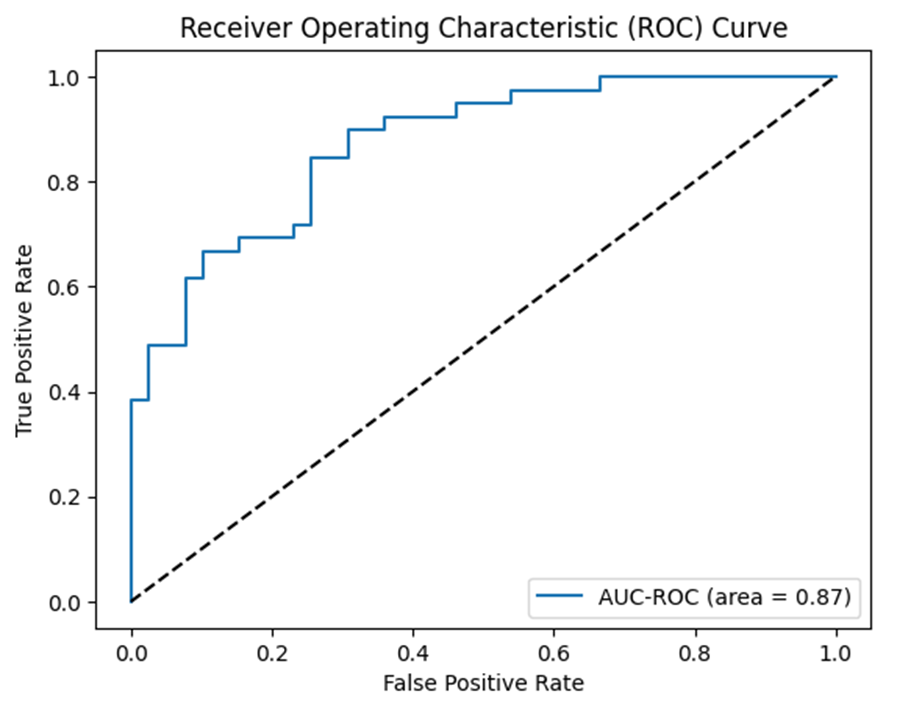 Receiver Operating Characteristic (ROC) Curve
1.0
0.8
0.6
0.4
0.2
0.0
True Positive Rate
AUC-ROC (area = 0.87)
0.0 0.2 0.4 0.6 0.8 1.0
False Positive Rate